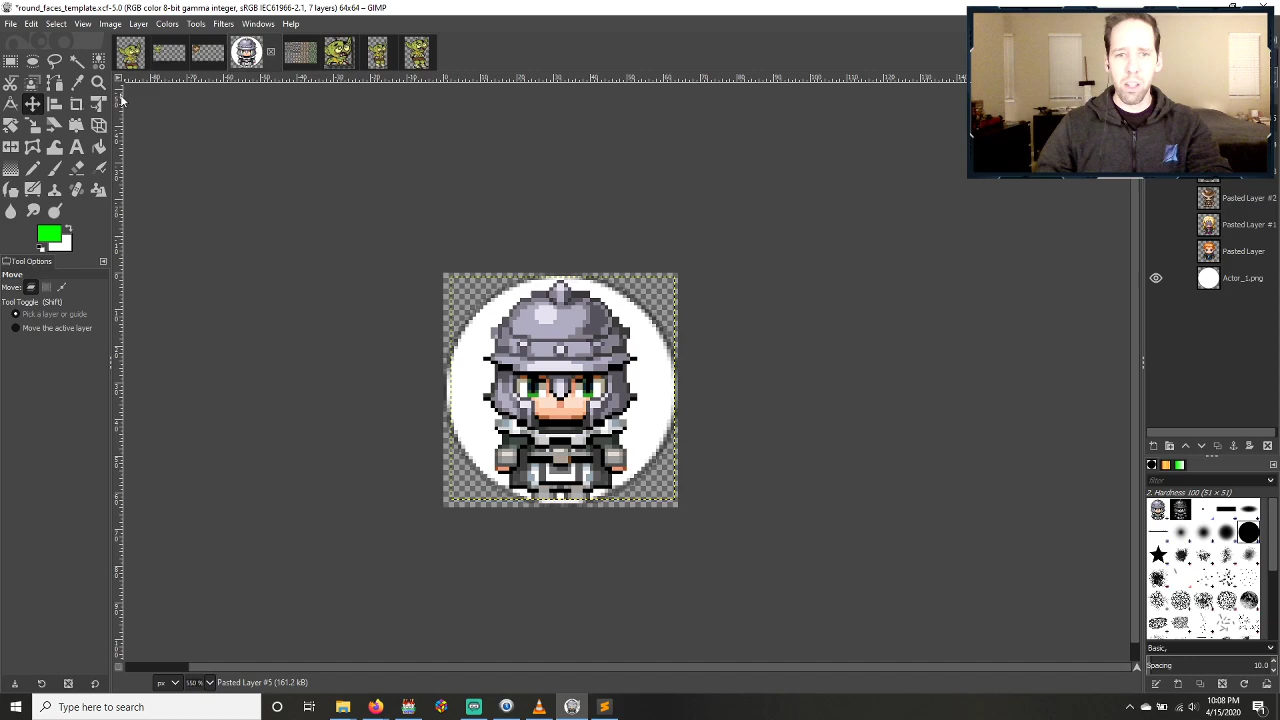 *round_faces_template.xcf-5.0 (RGB color 8-bit gamma integer, sRGB IEC61966-2.1, 7 layers) 64x64 – GIMP
File Edit Select View Image Layer Colors Tools Filters Windows Help
Tool Options
Move
Move:
Tool Toggle (Shift)
Pick a layer or guide
Move the active layer
Pasted Layer #2
Pasted Layer #1
Pasted Layer
Actor_1.png
filter
2. Hardness 100 (51 × 51)
Basic,
Spacing 10.0
px 550 % Pasted Layer #5 (161.2 kB)
Type here to search
10:08 PM
4/15/2020